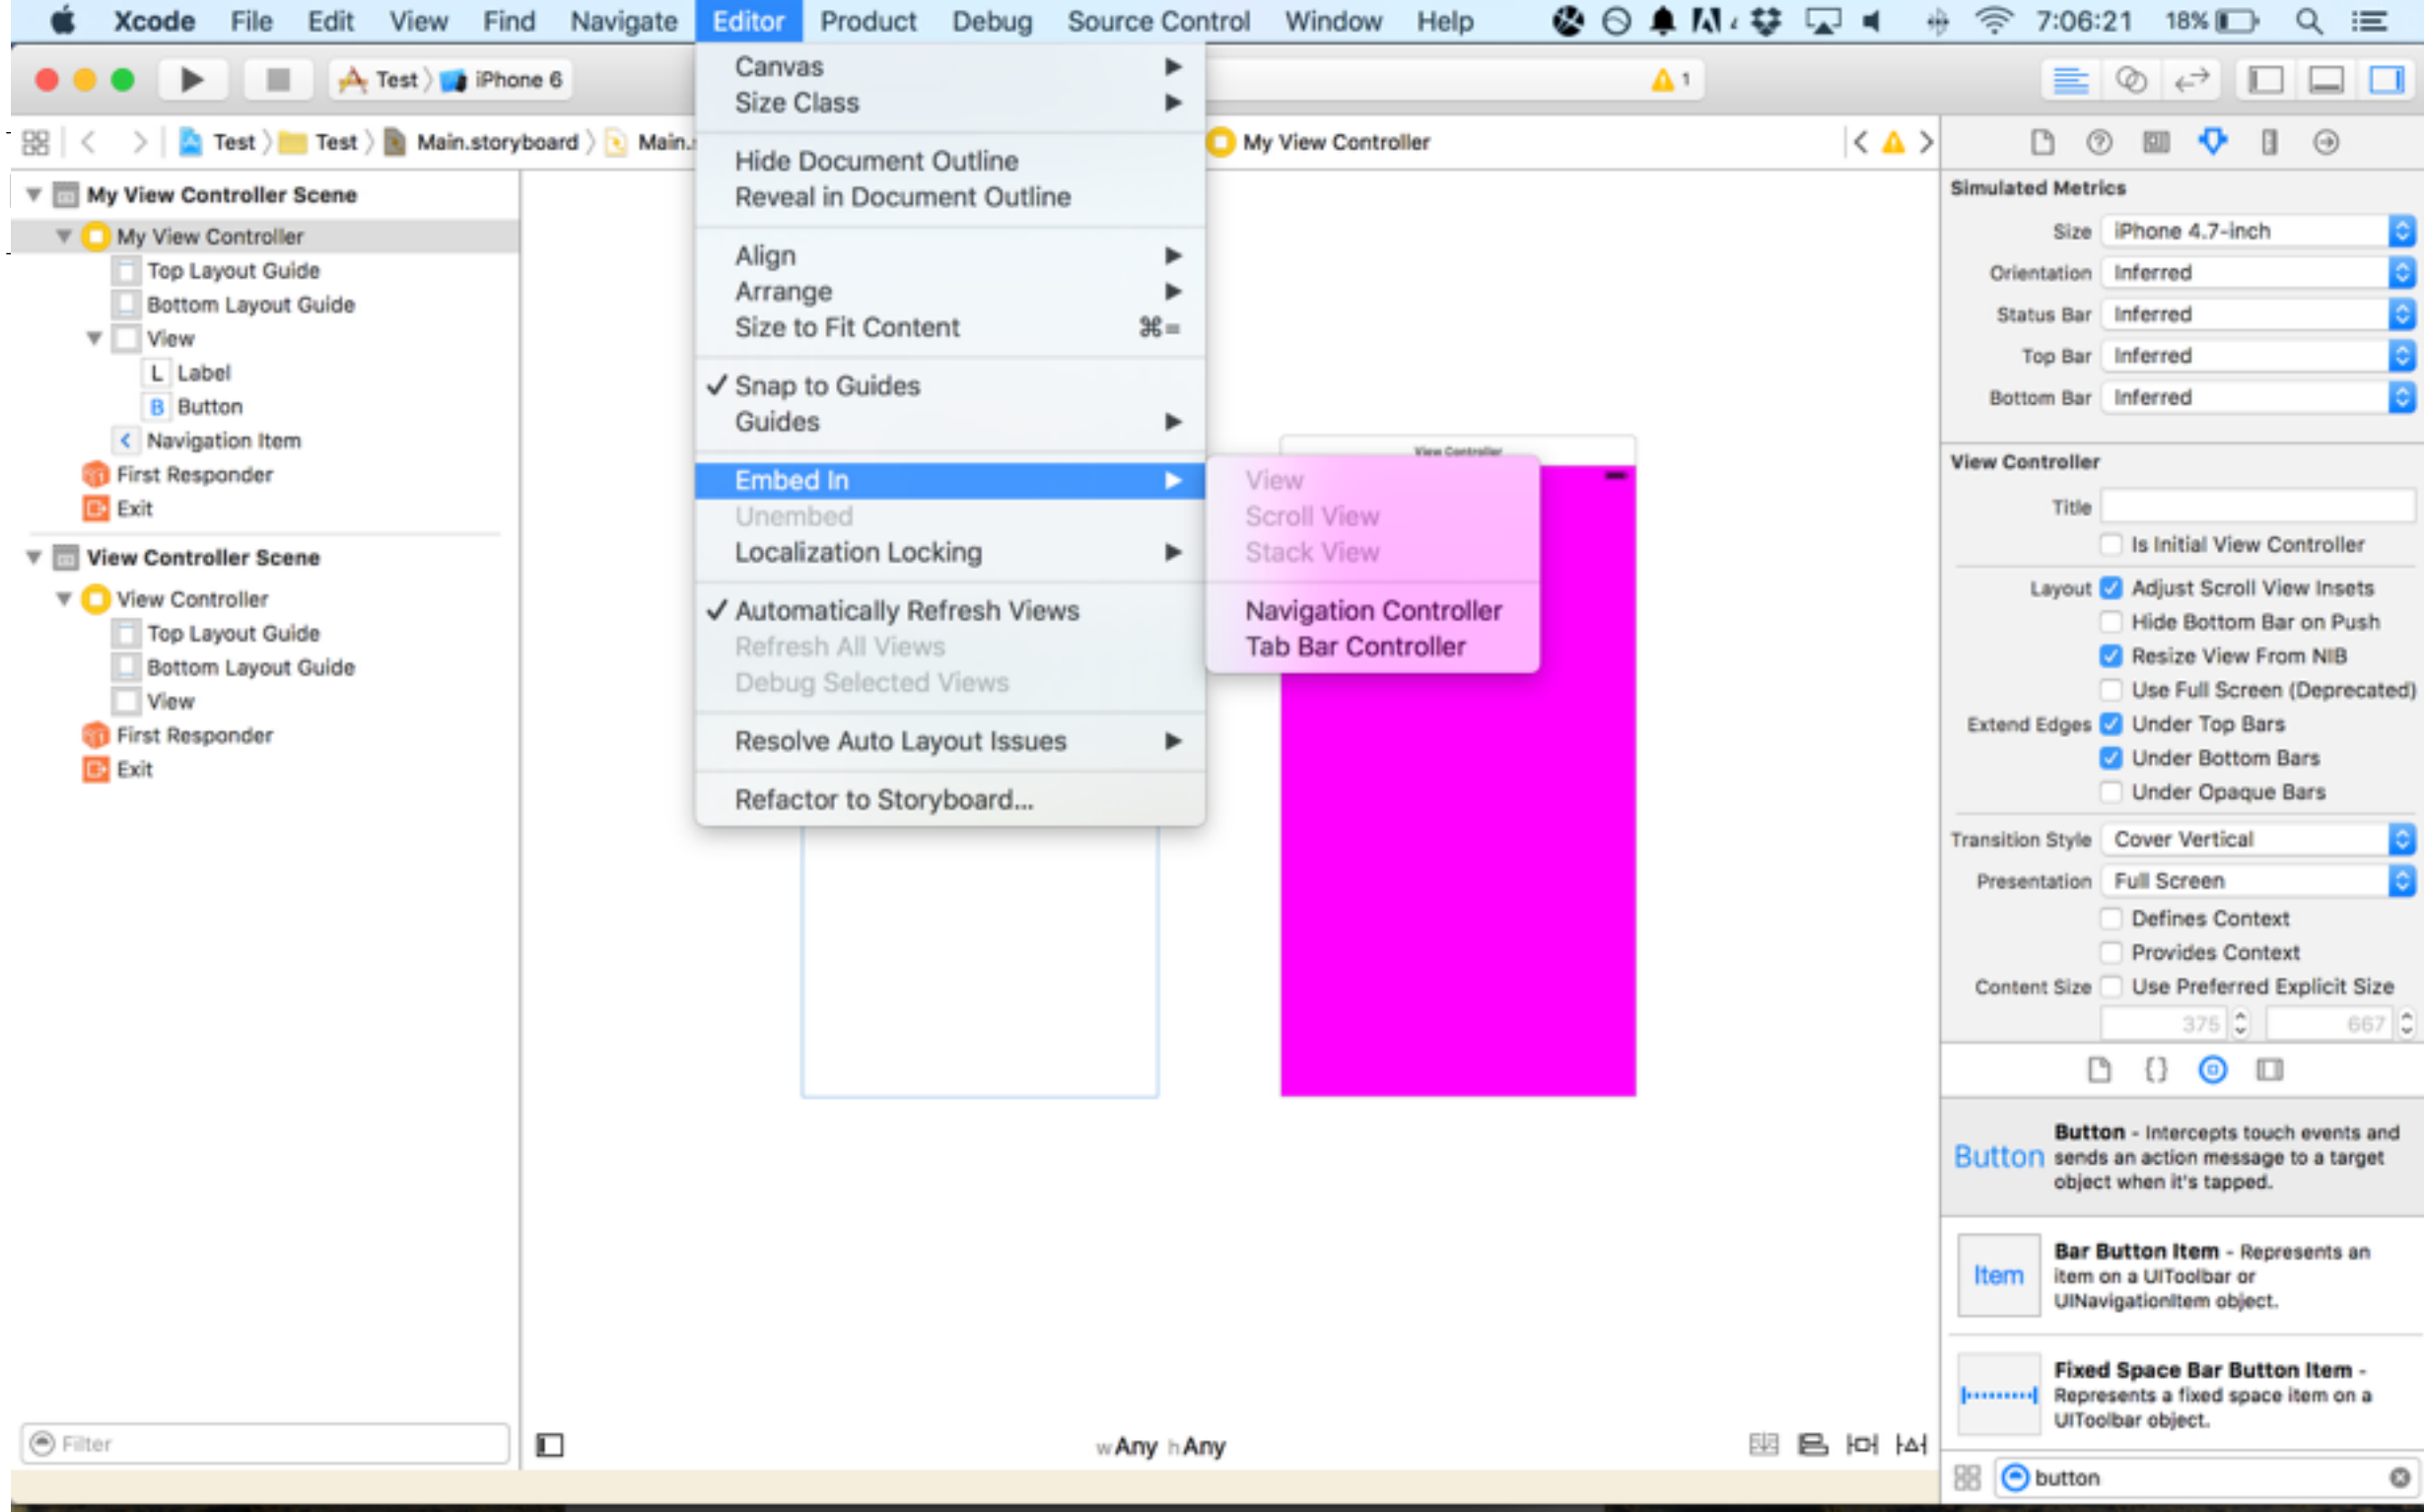 Xcode File Edit View Find Navigate Editor Product Debug Source Control Window Help 7:06:21 18%
Test iPhone 6 1
Test Test Main.storyboard Main. My View Controller
My View Controller Scene
My View Controller
Top Layout Guide
Bottom Layout Guide
View
L Label
B Button
Navigation Item
First Responder
Exit
View Controller Scene
View Controller
Top Layout Guide
Bottom Layout Guide
View
First Responder
Exit
Filter
Canvas
Size Class
Hide Document Outline
Reveal in Document Outline
Align
Arrange
Size to Fit Content ⌘=
Snap to Guides
Guides
Embed In
Unembed
Localization Locking
Automatically Refresh Views
Refresh All Views
Debug Selected Views
Resolve Auto Layout Issues
Refactor to Storyboard...
View Controller
View
Scroll View
Stack View
Navigation Controller
Tab Bar Controller
w Any h Any
Simulated Metrics
Size iPhone 4.7-inch
Orientation Inferred
Status Bar Inferred
Top Bar Inferred
Bottom Bar Inferred
View Controller
Title
Is Initial View Controller
Layout Adjust Scroll View Insets
Hide Bottom Bar on Push
Resize View From NIB
Use Full Screen (Deprecated)
Extend Edges Under Top Bars
Under Bottom Bars
Under Opaque Bars
Transition Style Cover Vertical
Presentation Full Screen
Defines Context
Provides Context
Content Size Use Preferred Explicit Size
375 667
{}
Button
Button - Intercepts touch events and
sends an action message to a target
object when it's tapped.
Item
Bar Button Item - Represents an
item on a UIToolbar or
UINavigationItem object.
Fixed Space Bar Button Item -
Represents a fixed space item on a
UIToolbar object.
button